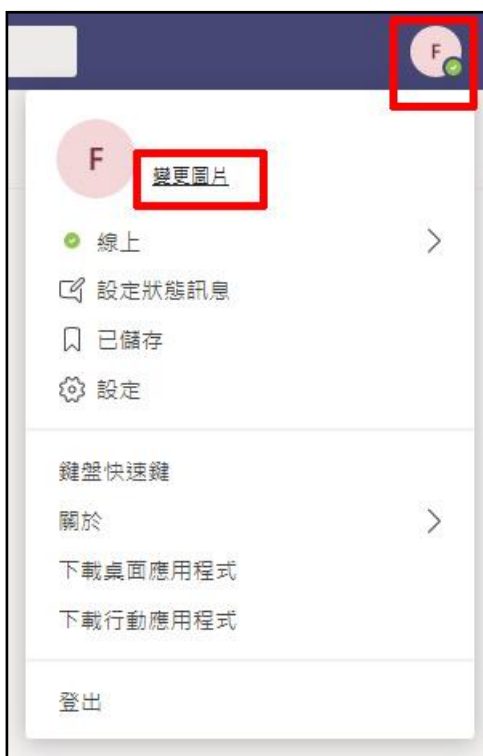 F
F
變更圖片
線上
設定狀態訊息
已儲存
設定
鍵盤快速鍵
關於
下載桌面應用程式
下載行動應用程式
登出